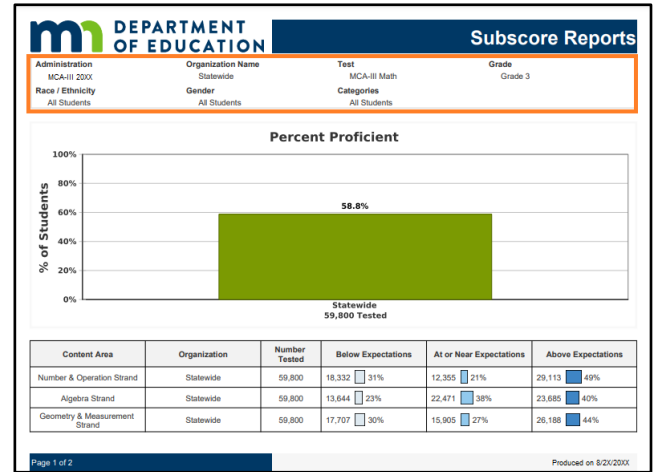 DEPARTMENT
OF EDUCATION
Subscore Reports
Administration Organization Name Test Grade
MCA-III 20XX Statewide MCA-III Math Grade 3
Race / Ethnicity Gender Categories
All Students All Students All Students
Percent Proficient
100%
80%
60%
40%
20%
0%
% of Students
58.8%
Statewide
59,800 Tested
Content Area Organization Number Tested Below Expectations At or Near Expectations Above Expectations
Number & Operation Strand Statewide 59,800 18,332 31% 12,355 21% 29,113 49%
Algebra Strand Statewide 59,800 13,644 23% 22,471 38% 23,685 40%
Geometry & Measurement Strand Statewide 59,800 17,707 30% 15,905 27% 26,188 44%
Page 1 of 2 Produced on 8/2X/20XX